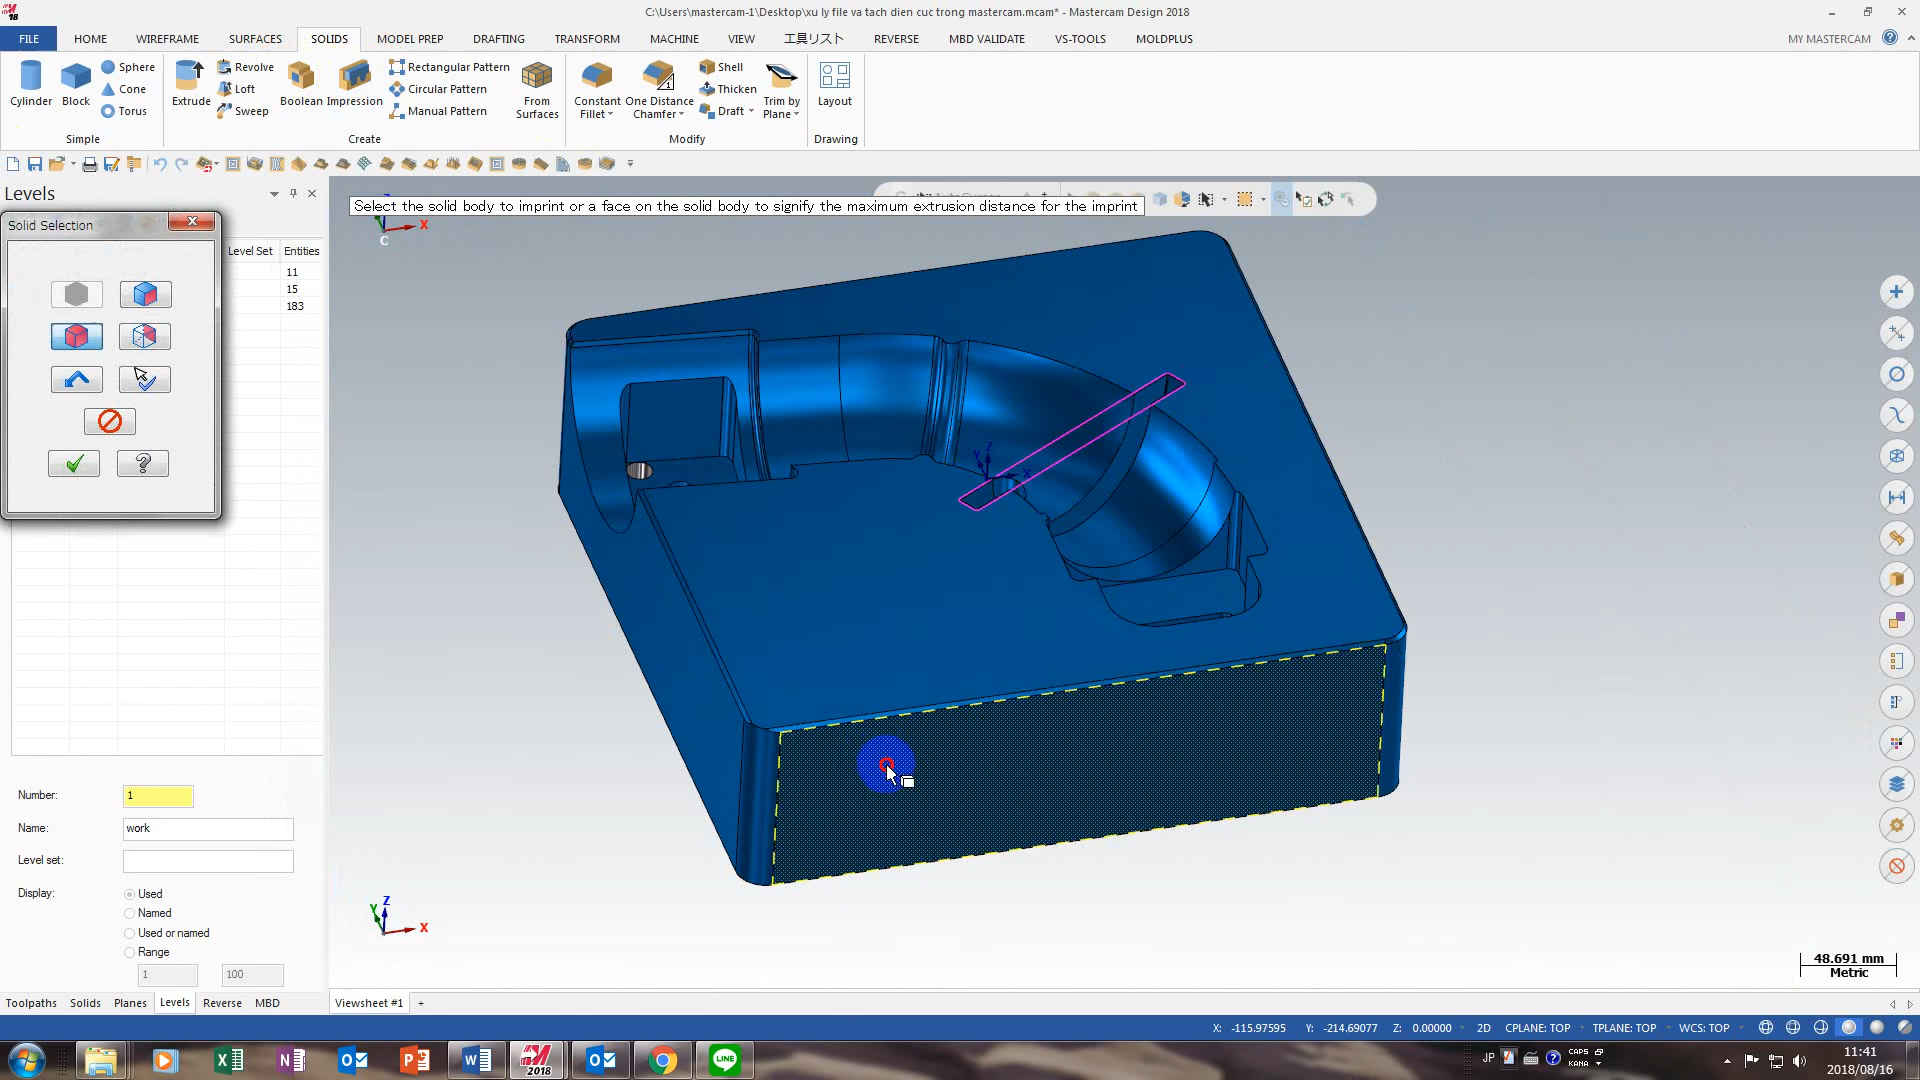 C:\Users\mastercam-1\Desktop\xu ly file va tach dien cuc trong mastercam.mcam* - Mastercam Design 2018
FILE HOME WIREFRAME SURFACES SOLIDS MODEL PREP DRAFTING TRANSFORM MACHINE VIEW 工具リスト REVERSE MBD VALIDATE VS-TOOLS MOLDPLUS MY MASTERCAM
Cylinder
Block
Sphere
Cone
Torus
Simple
Extrude
Revolve
Loft
Sweep
Boolean
Impression
Rectangular Pattern
Circular Pattern
Manual Pattern
From Surfaces
Create
Constant Fillet
One Distance Chamfer
Shell
Thicken
Draft
Trim by Plane
Modify
Layout
Drawing
Levels
Solid Selection
Level Set Entities
11
15
183
Select the solid body to imprint or a face on the solid body to signify the maximum extrusion distance for the imprint
X
C
Z
Y
X
Z
Y
X
Number: 1
Name: work
Level set:
Display: Used
Named
Used or named
Range
1 100
48.691 mm
Metric
Toolpaths Solids Planes Levels Reverse MBD
Viewsheet #1 +
X: -115.97595 Y: -214.69077 Z: 0.00000 2D CPLANE: TOP TPLANE: TOP WCS: TOP
2018
LINE
JP
CAPS
KANA
11:41
2018/08/16